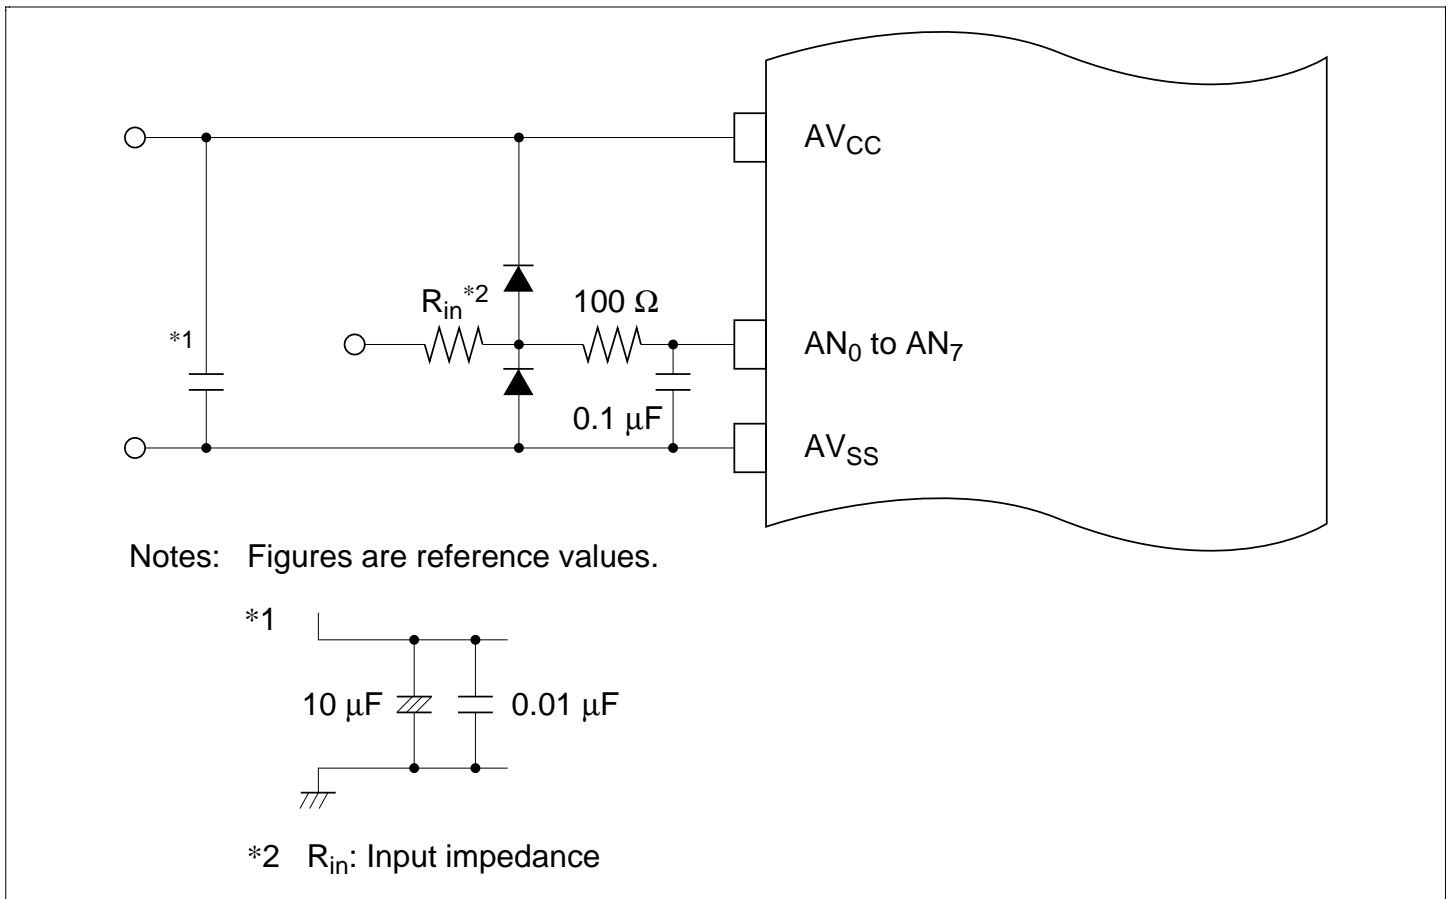 AVCC
Rin*2
100 Ω
*1
AN0 to AN7
0.1 μF
AVSS
Notes: Figures are reference values.
*1
10 μF
0.01 μF
*2 Rin: Input impedance